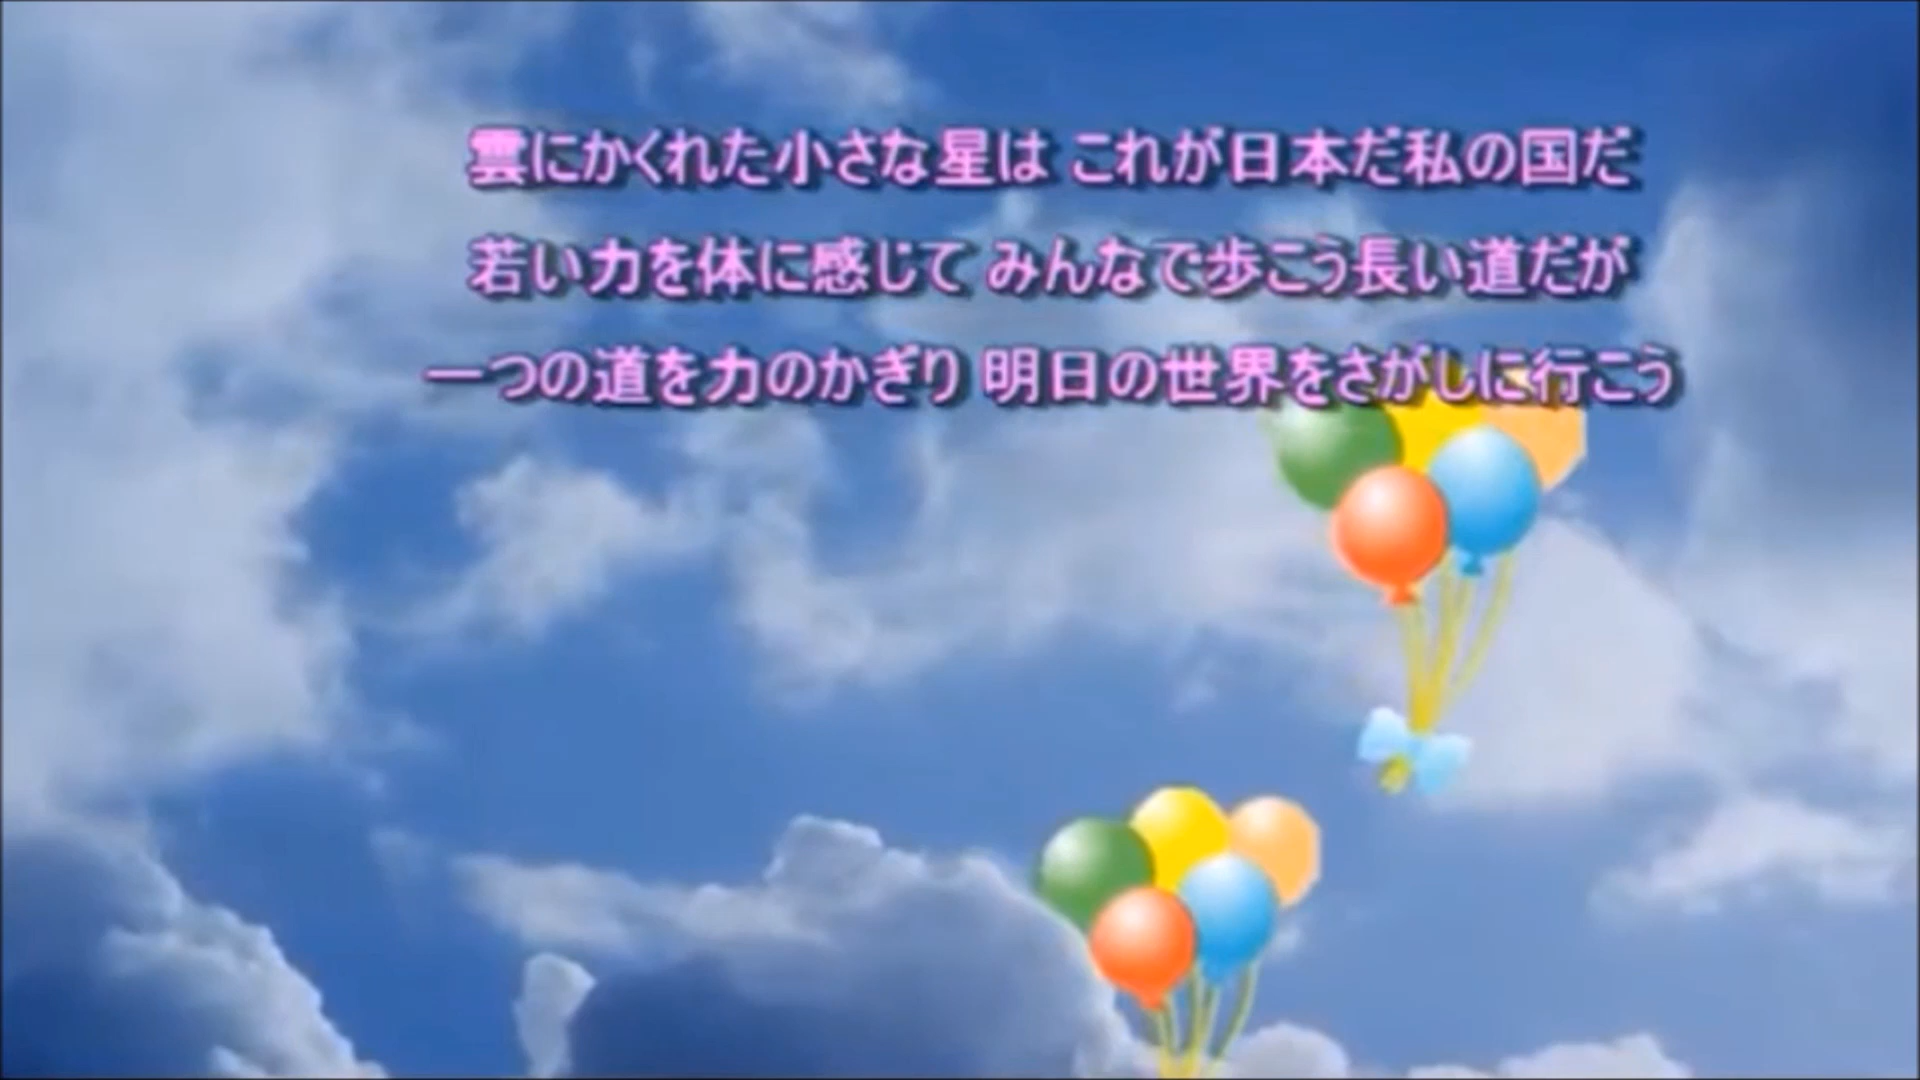 雲にかくれた小さな星は これが日本だ私の国だ
若い力を体に感じて みんなで歩こう長い道だが
一つの道を力のかぎり 明日の世界をさがしに行こう